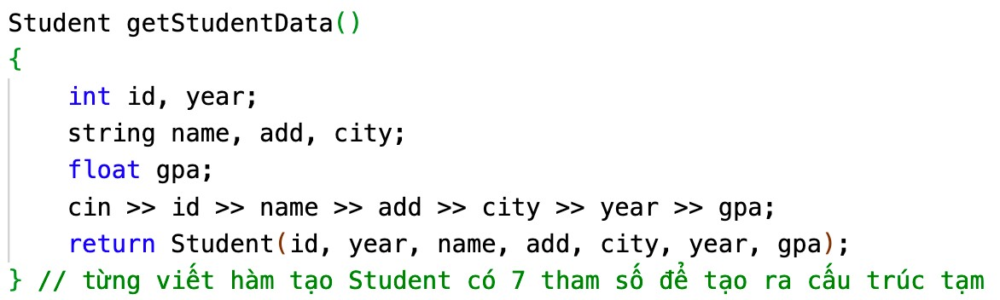 Student getStudentData()
{
int id, year;
string name, add, city;
float gpa;
cin >> id >> name >> add >> city >> year >> gpa;
return Student(id, year, name, add, city, year, gpa);
} // từng viết hàm tạo Student có 7 tham số để tạo ra cấu trúc tạm